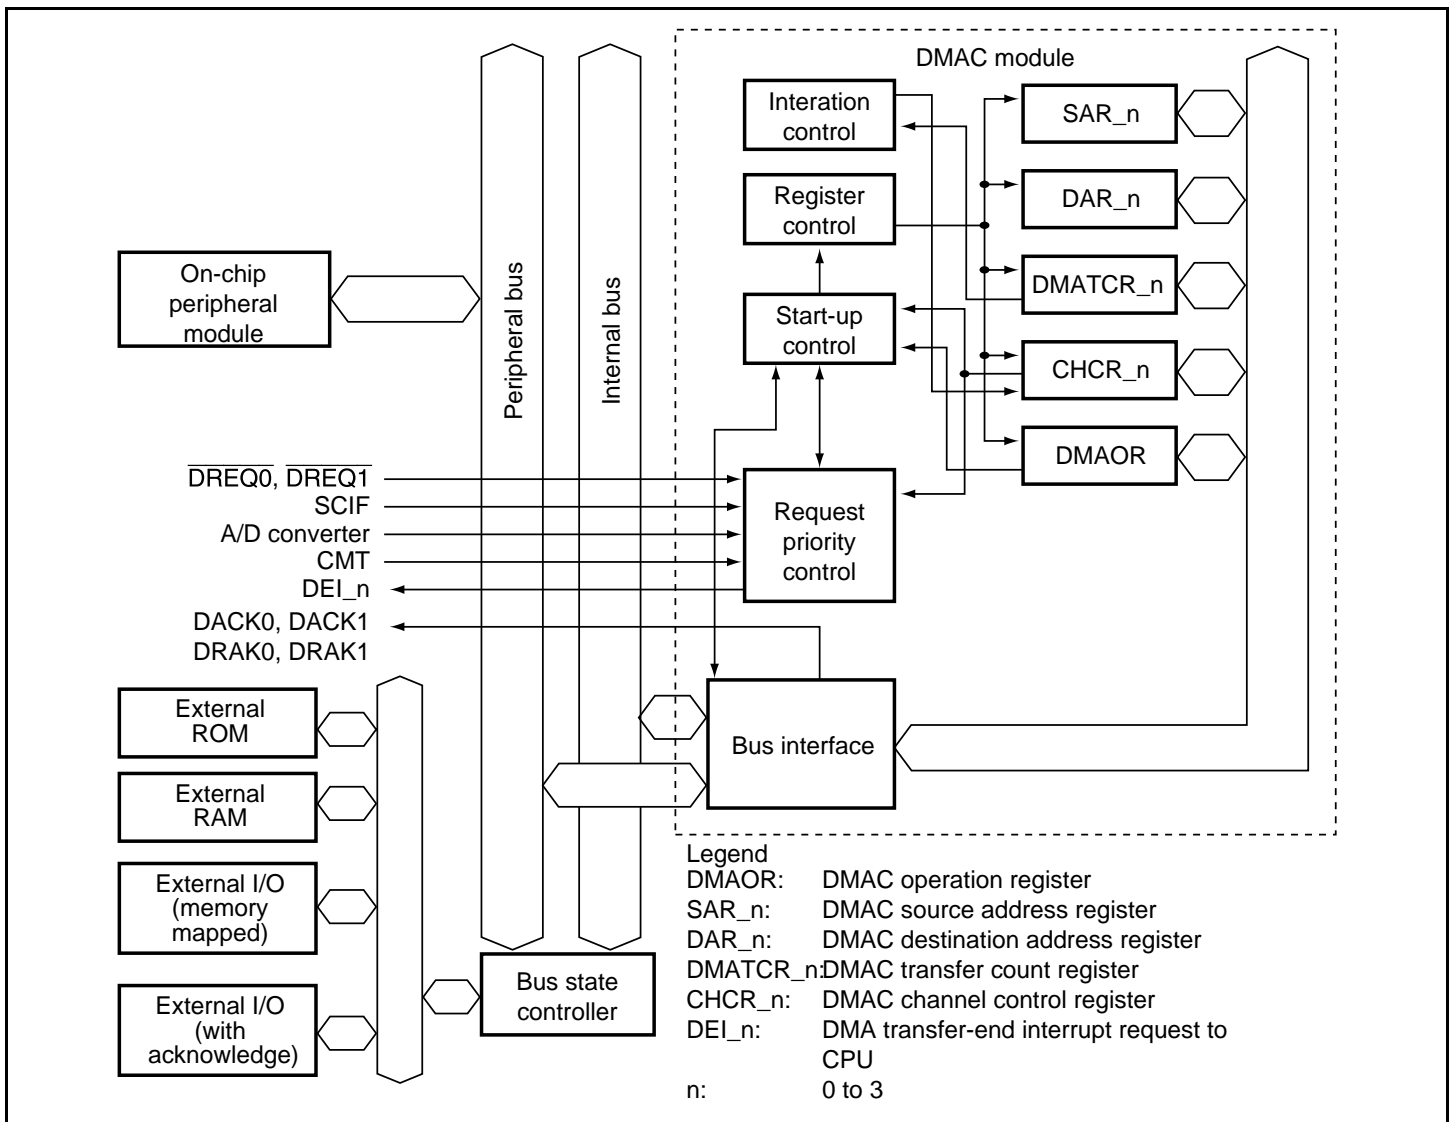 DMAC module
Interation
control
SAR_n
Register
control
DAR_n
On-chip
peripheral
module
Peripheral bus
Internal bus
Start-up
control
DMATCR_n
CHCR_n
DMAOR
DREQ0, DREQ1
SCIF
A/D converter
CMT
DEI_n
DACK0, DACK1
DRAK0, DRAK1
Request
priority
control
External
ROM
External
RAM
External I/O
(memory
mapped)
External I/O
(with
acknowledge)
Bus interface
Bus state
controller
Legend
DMAOR: DMAC operation register
SAR_n: DMAC source address register
DAR_n: DMAC destination address register
DMATCR_n:DMAC transfer count register
CHCR_n: DMAC channel control register
DEI_n: DMA transfer-end interrupt request to
CPU
n: 0 to 3